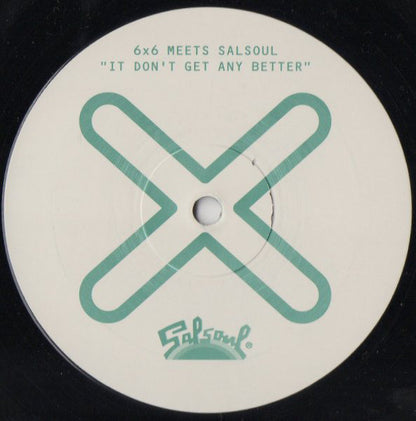 6x6 MEETS SALSOUL
"IT DON'T GET ANY BETTER"
Salsoul®